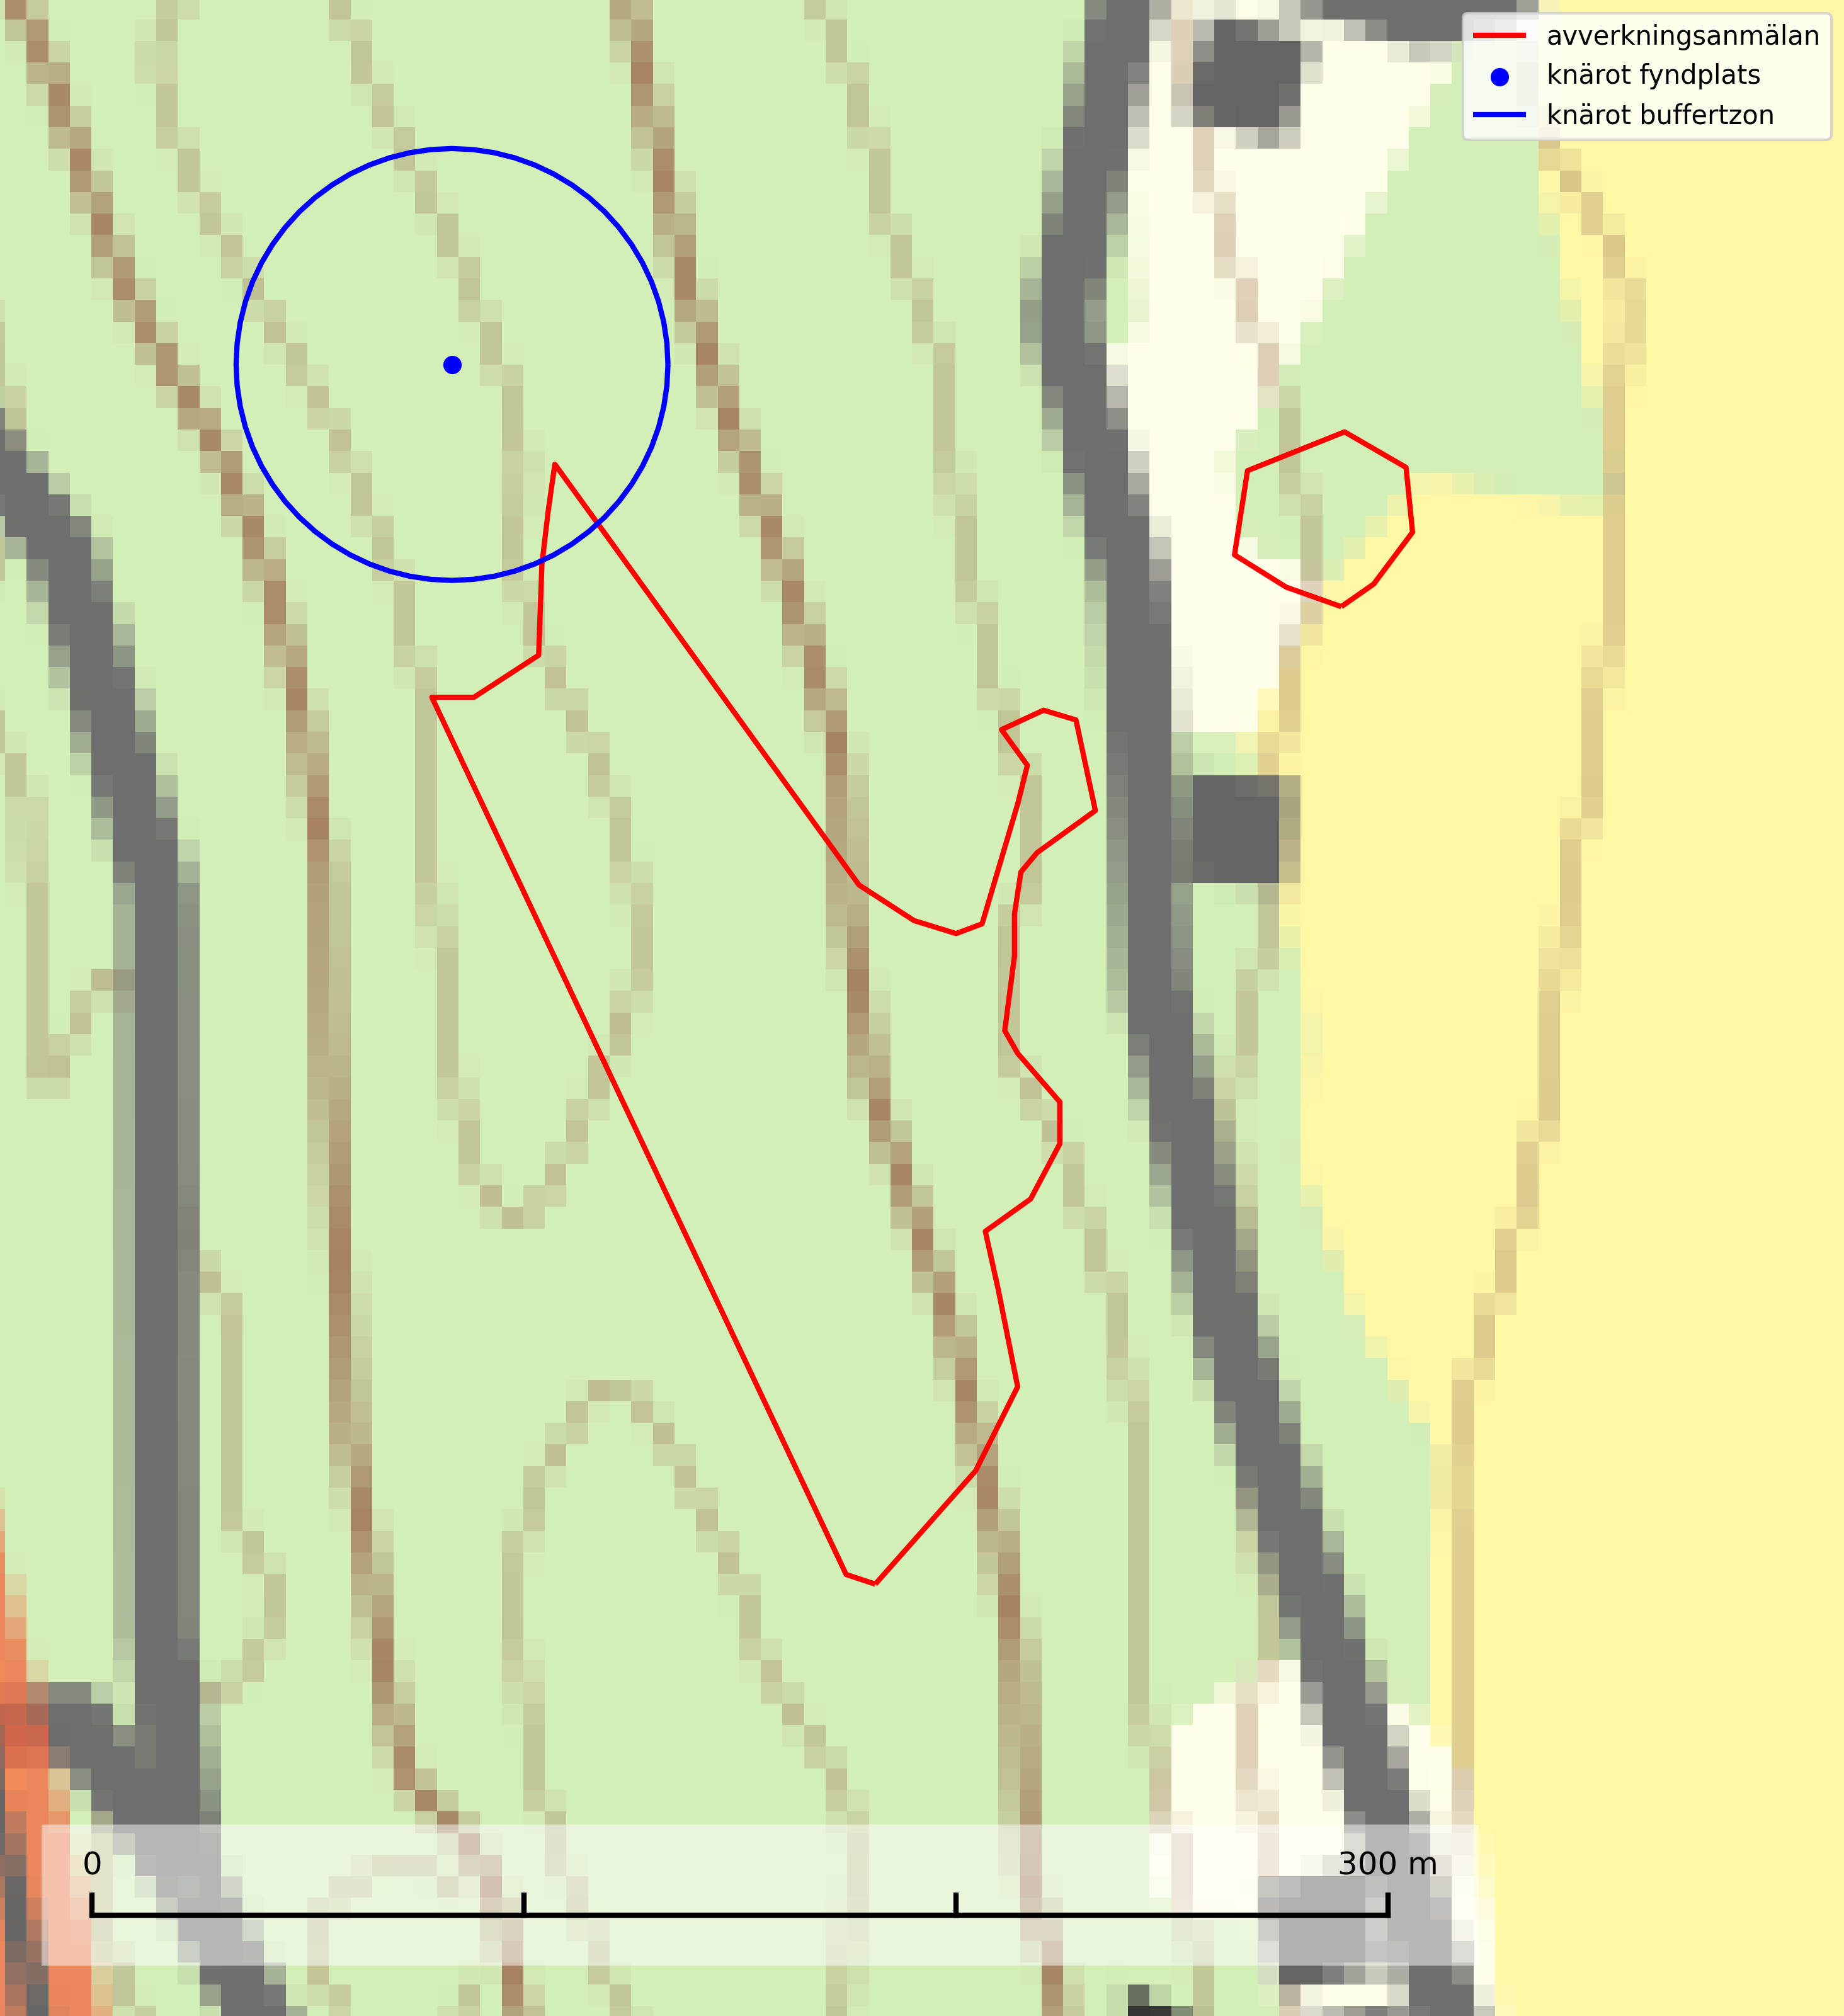 avverkningsanmälan
knärot fyndplats
knärot buffertzon
0 300 m